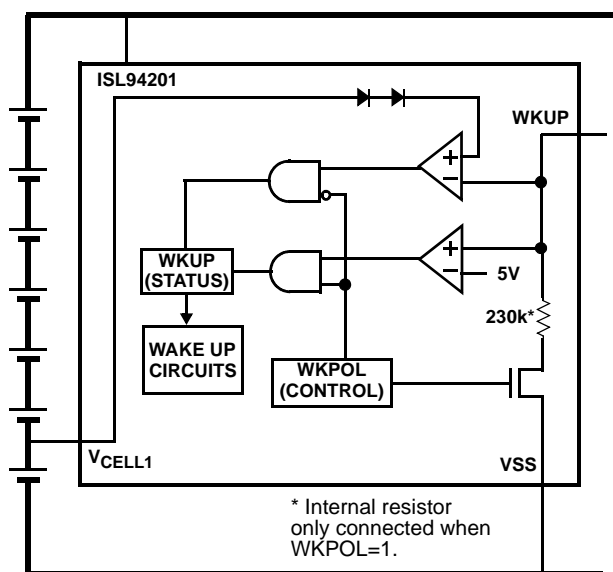 ISL94201
WKUP
+
−
+
−
5V
WKUP
(STATUS)
230k*
WAKE UP
CIRCUITS
WKPOL
(CONTROL)
VCELL1
VSS
* Internal resistor
only connected when
WKPOL=1.